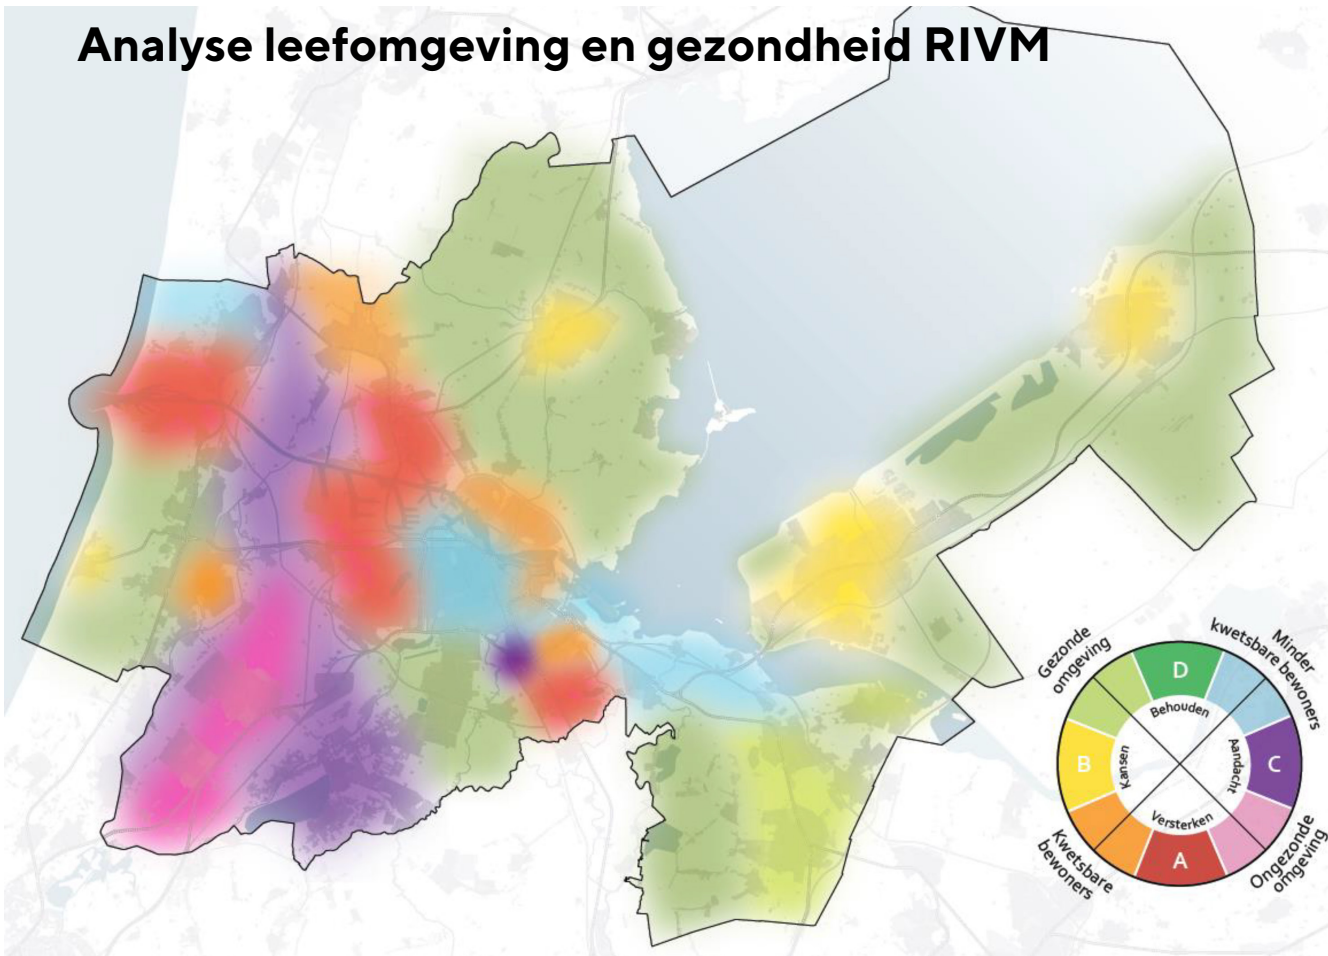 Analyse leefomgeving en gezondheid RIVM
Gezonde
omgeving
Minder
kwetsbare bewoners
D
Behouden
B
Kansen
Aandacht
C
Versterken
A
Kwetsbare
bewoners
Ongezonde
omgeving